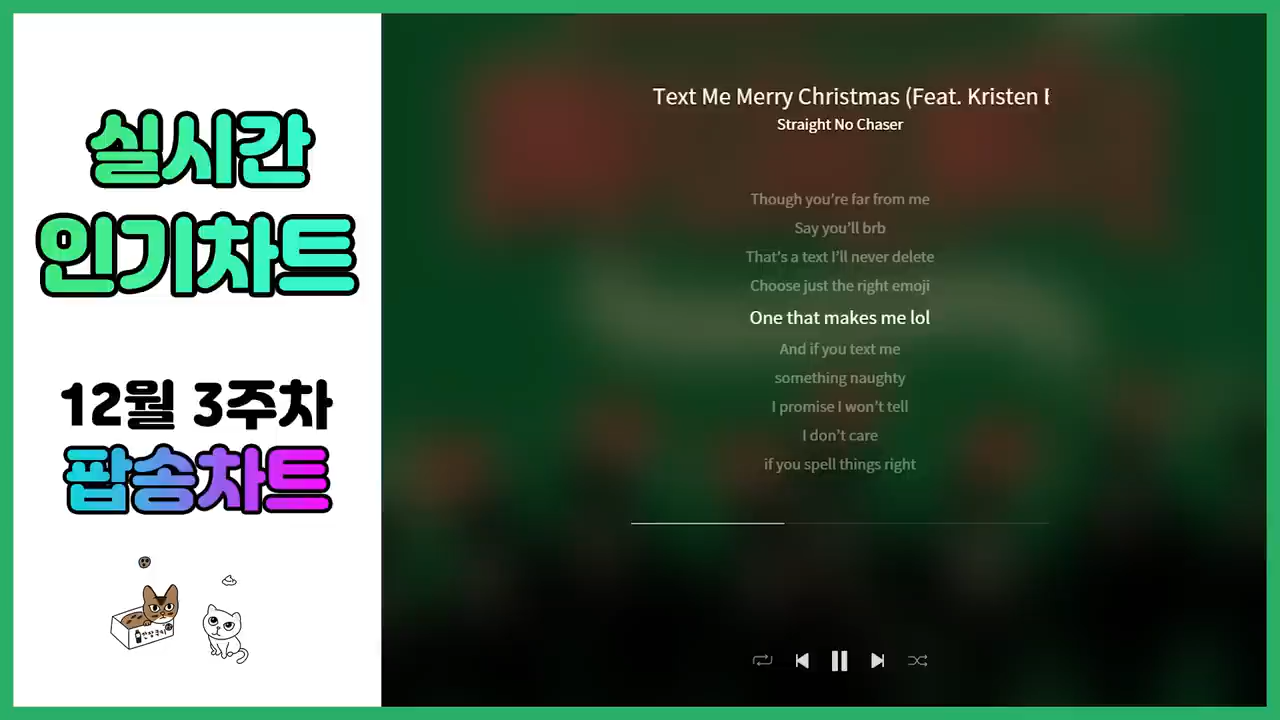 실시간
인기차트
12월 3주차
팝송차트
Text Me Merry Christmas (Feat. Kristen
Straight No Chaser
Though you’re far from me
Say you’ll brb
That’s a text I’ll never delete
Choose just the right emoji
One that makes me lol
And if you text me
something naughty
I promise I won’t tell
I don’t care
if you spell things right